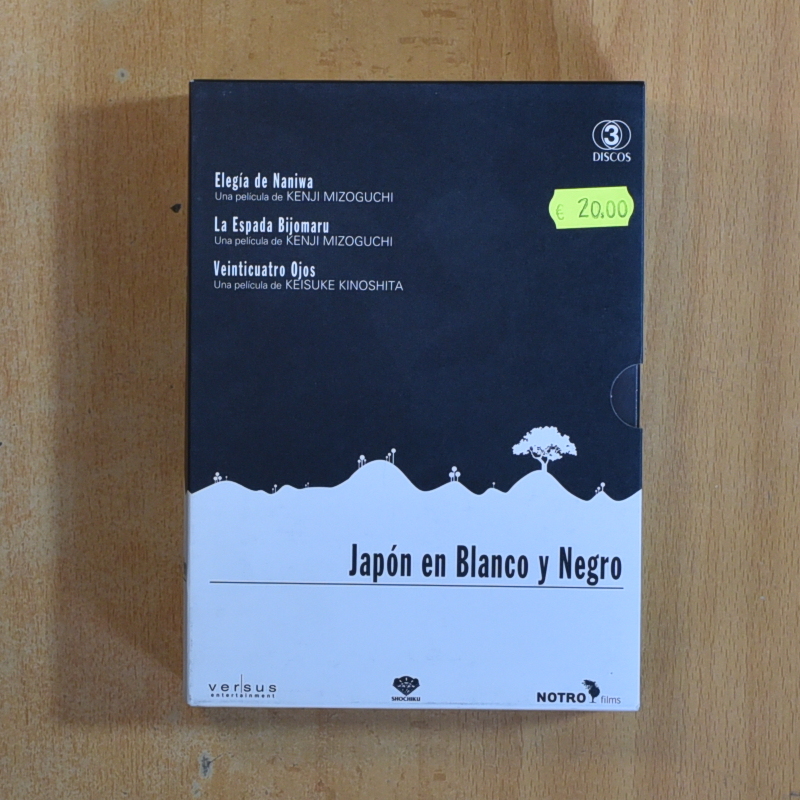 3
DISCOS
Elegía de Naniwa
Una película de KENJI MIZOGUCHI
€ 20.00
La Espada Bijomaru
Una película de KENJI MIZOGUCHI
Veinticuatro Ojos
Una película de KEISUKE KINOSHITA
Japón en Blanco y Negro
versus
entertainment
SHOCHIKU
NOTRO films